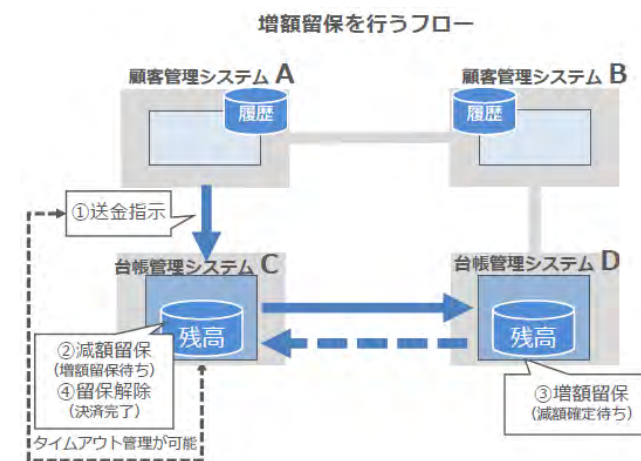 増額留保を行うフロー
顧客管理システム A
顧客管理システム B
履歴
履歴
①送金指示
台帳管理システム C
台帳管理システム D
残高
残高
②減額留保
(増額留保待ち)
④留保解除
(決済完了)
③増額留保
(減額確定待ち)
タイムアウト管理が可能